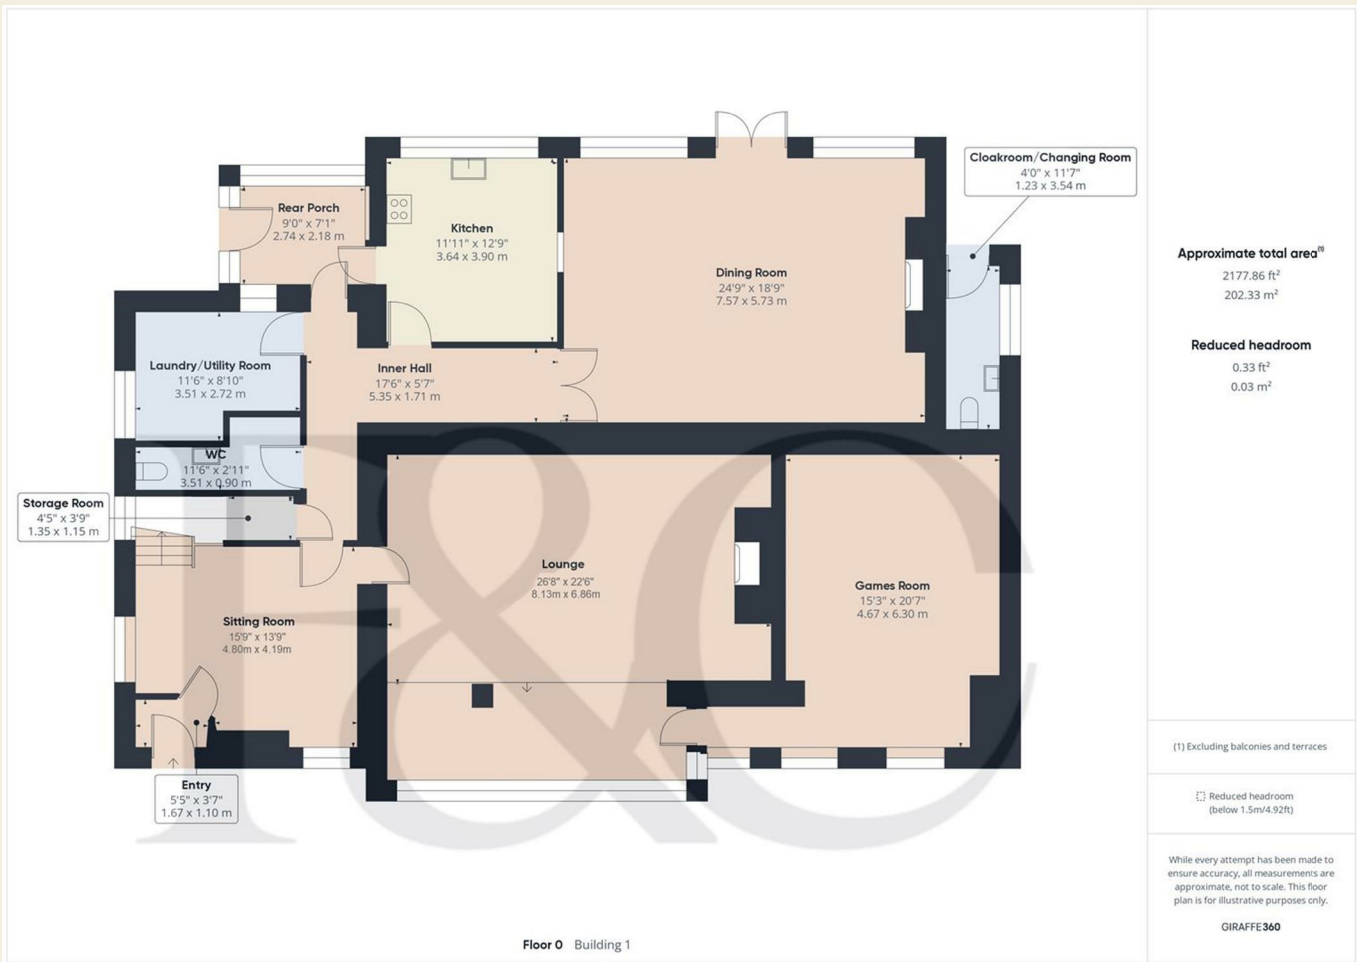 Cloakroom/Changing Room
4'0" x 11'7"
1.23 x 3.54 m
Rear Porch
9'0" x 7'1"
2.74 x 2.18 m
Kitchen
11'11" x 12'9"
3.64 x 3.90 m
Dining Room
24'9" x 18'9"
7.57 x 5.73 m
Laundry/Utility Room
11'6" x 8'10"
3.51 x 2.72 m
Inner Hall
17'6" x 5'7"
5.35 x 1.71 m
WC
11'6" x 2'11"
3.51 x 0.90 m
Storage Room
4'5" x 3'9"
1.35 x 1.15 m
Lounge
26'8" x 22'6"
8.13m x 6.86m
Games Room
15'3" x 20'7"
4.67 x 6.30 m
Sitting Room
15'9" x 13'9"
4.80m x 4.19m
Entry
5'5" x 3'7"
1.67 x 1.10 m
F&C
Floor 0 Building 1
Approximate total area(1)
2177.86 ft²
202.33 m²
Reduced headroom
0.33 ft²
0.03 m²
(1) Excluding balconies and terraces
Reduced headroom
(below 1.5m/4.92ft)
While every attempt has been made to
ensure accuracy, all measurements are
approximate, not to scale. This floor
plan is for illustrative purposes only.
GIRAFFE360